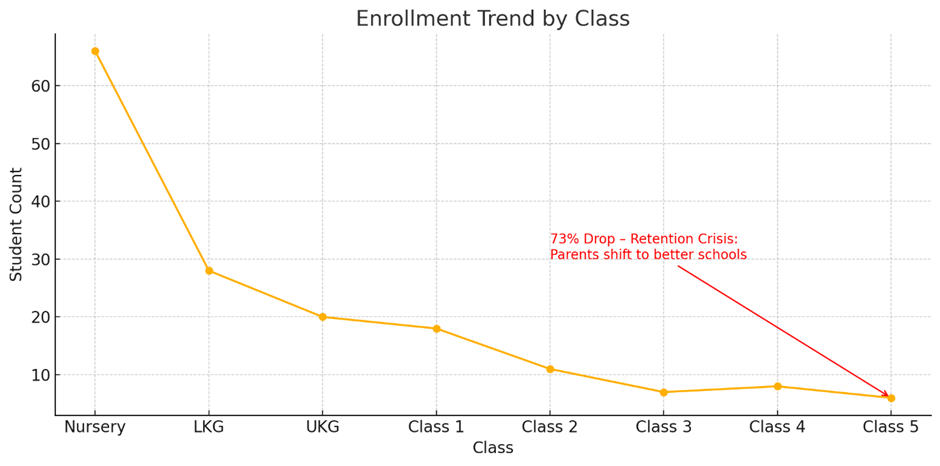 Enrollment Trend by Class
Student Count
60
50
40
30
20
10
73% Drop – Retention Crisis:
Parents shift to better schools
Nursery LKG UKG Class 1 Class 2 Class 3 Class 4 Class 5
Class